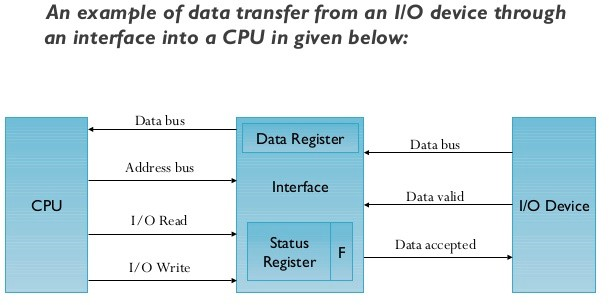 An example of data transfer from an I/O device through
an interface into a CPU in given below:
Data bus
Data Register
Data bus
Address bus
Interface
Data valid
CPU
I/O Device
I/O Read
Status
Register
F
Data accepted
I/O Write